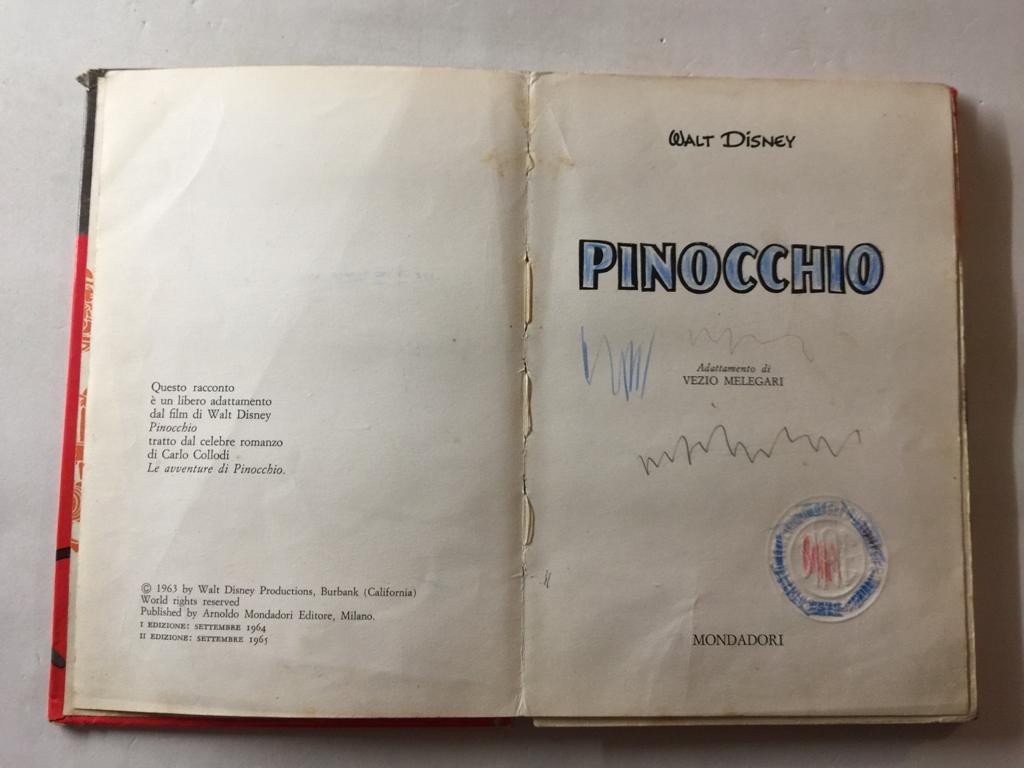 Questo racconto
è un libero adattamento
dal film di Walt Disney
Pinocchio
tratto dal celebre romanzo
di Carlo Collodi
Le avventure di Pinocchio.
© 1963 by Walt Disney Productions, Burbank (California)
World rights reserved
Published by Arnoldo Mondadori Editore, Milano.
I EDIZIONE: SETTEMBRE 1964
II EDIZIONE: SETTEMBRE 1965
WALT DISNEY
PINOCCHIO
Adattamento di
VEZIO MELEGARI
MONDADORI